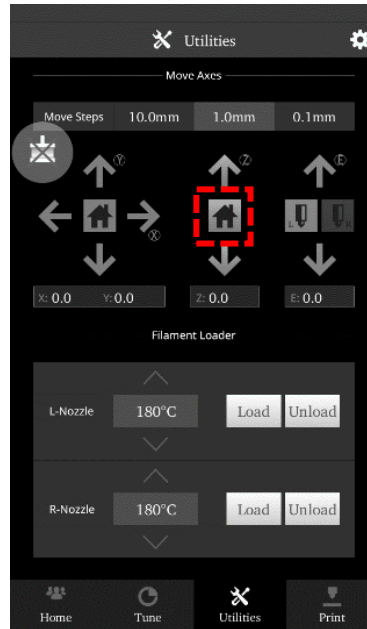 Utilities
Move Axes
Move Steps 10.0mm 1.0mm 0.1mm
Y Z E
X
L R
X: 0.0 Y: 0.0 Z: 0.0 E: 0.0
Filament Loader
L-Nozzle 180°C Load Unload
R-Nozzle 180°C Load Unload
Home Tune Utilities Print